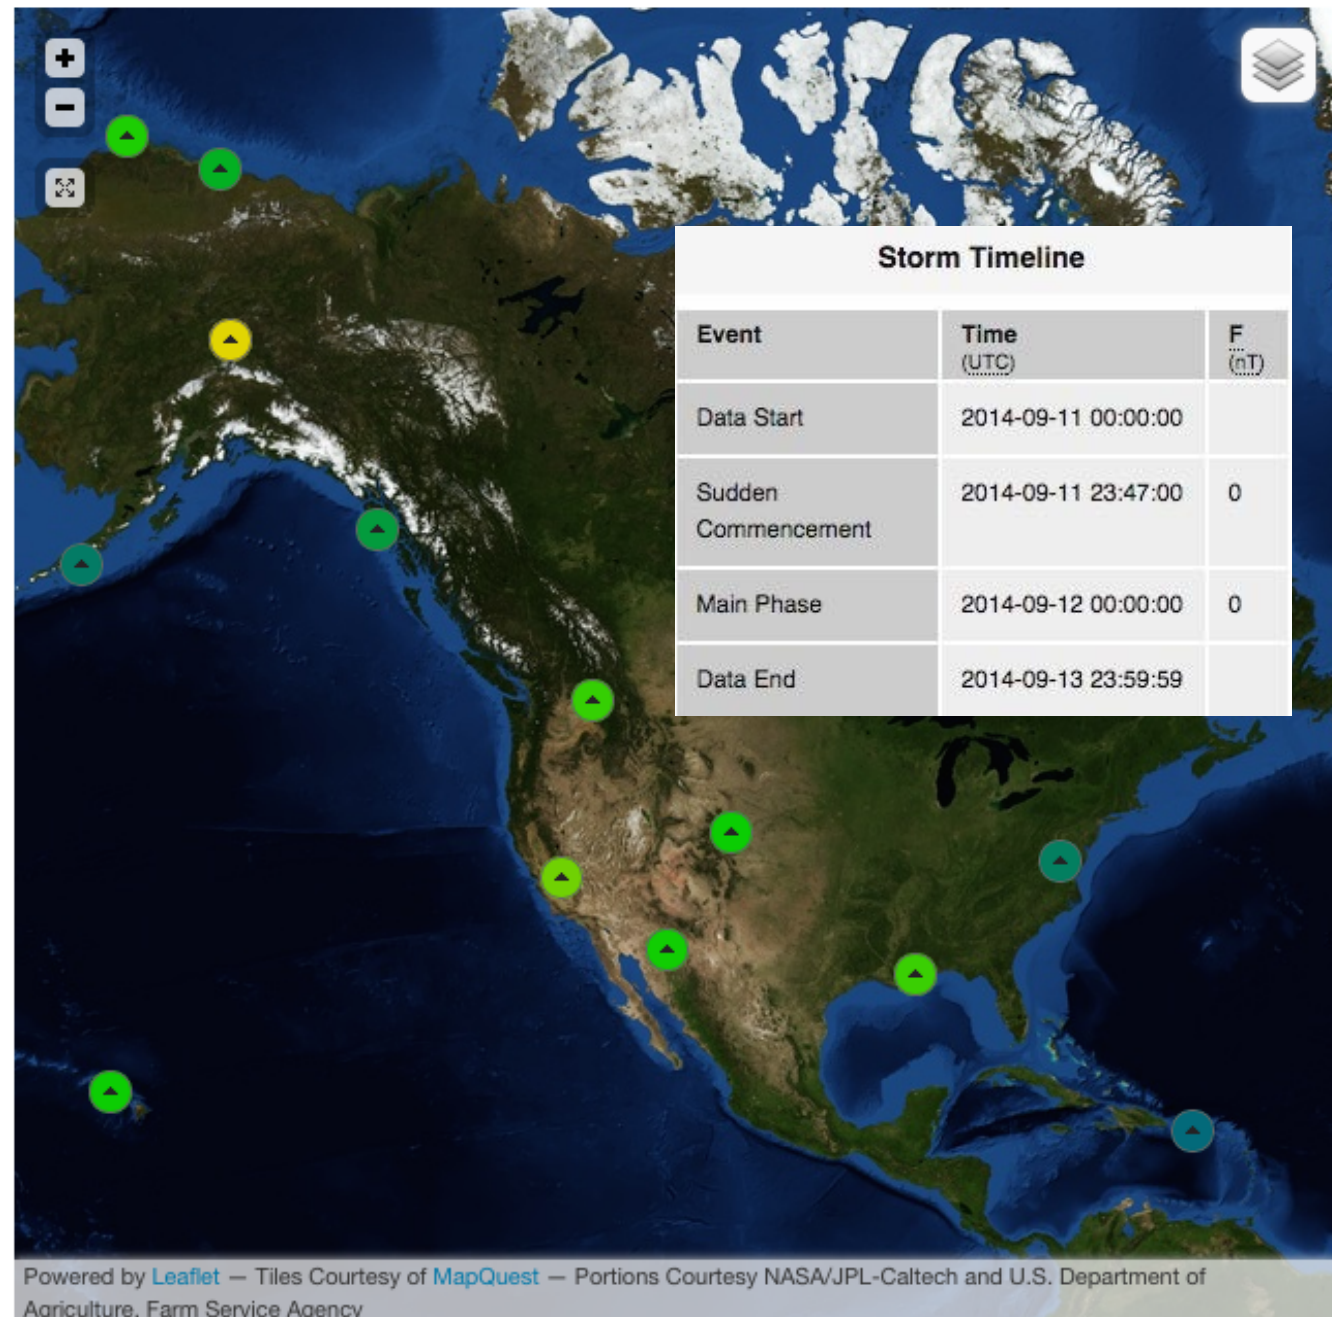 +
−
Storm Timeline
Event Time F
(UTC) (nT)
Data Start 2014-09-11 00:00:00
Sudden 2014-09-11 23:47:00 0
Commencement
Main Phase 2014-09-12 00:00:00 0
Data End 2014-09-13 23:59:59
Powered by Leaflet — Tiles Courtesy of MapQuest — Portions Courtesy NASA/JPL-Caltech and U.S. Department of
Agriculture, Farm Service Agency